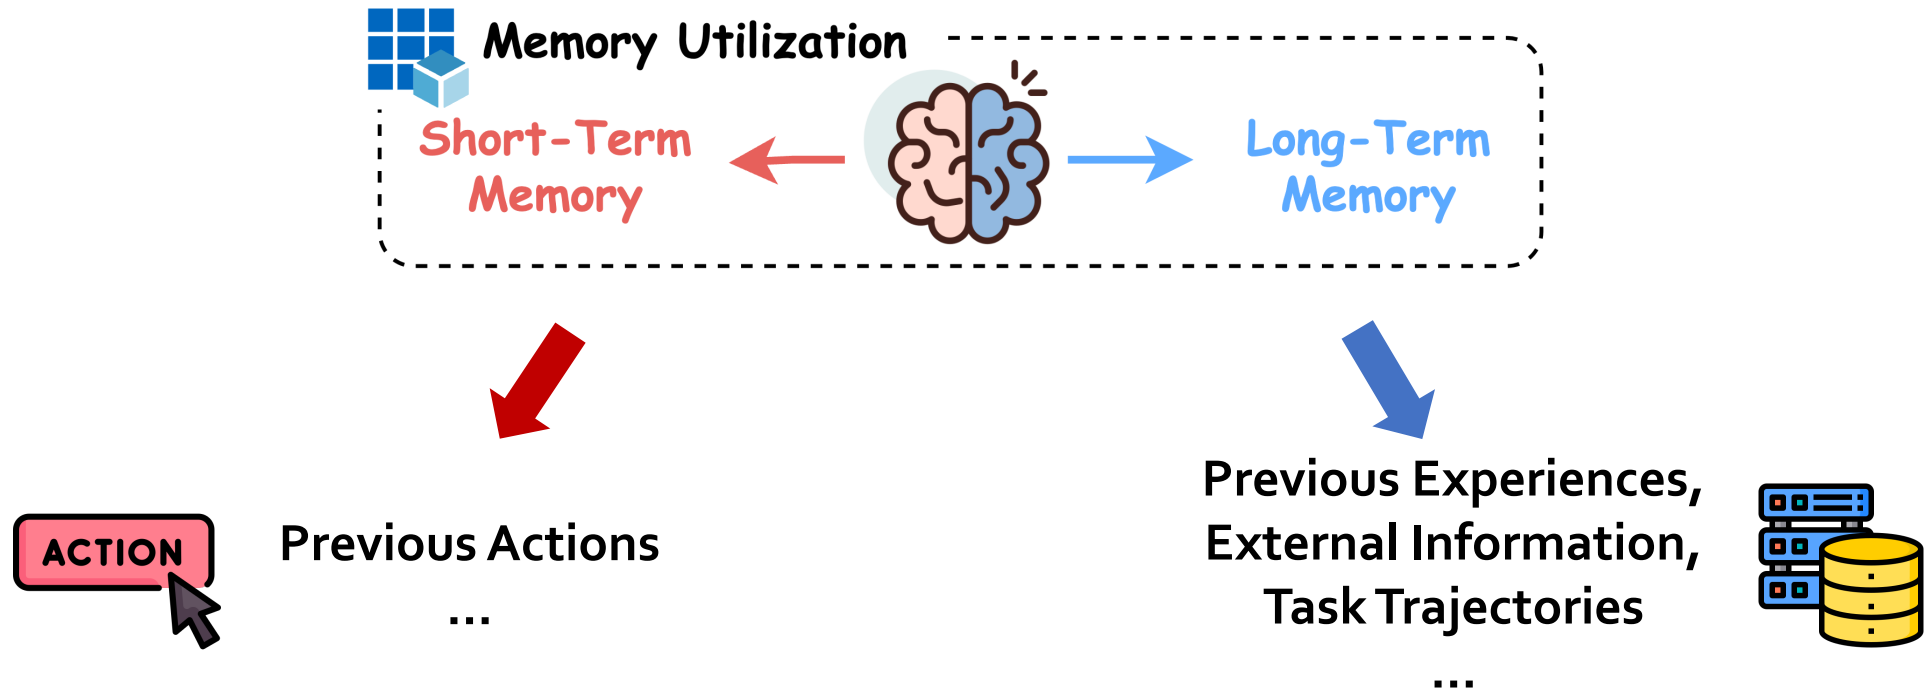 Memory Utilization
Short-Term
Memory
Long-Term
Memory
ACTION
Previous Actions
...
Previous Experiences,
External Information,
Task Trajectories
...